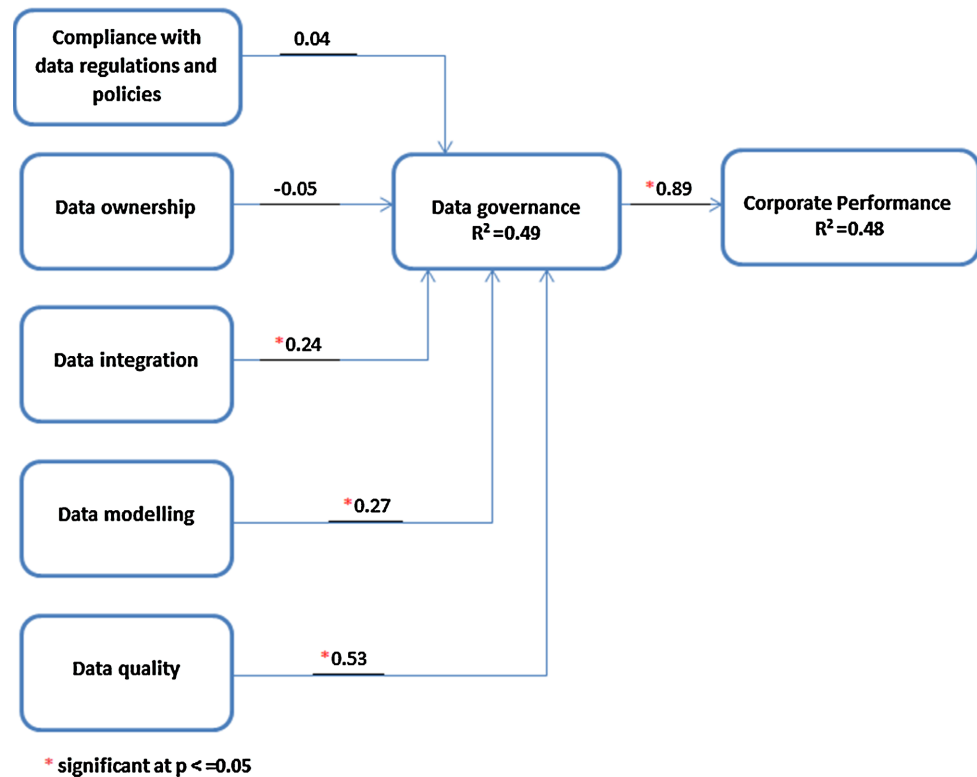 Compliance with
data regulations and
policies
0.04
Data ownership
-0.05
Data governance
R²=0.49
*0.89
Corporate Performance
R²=0.48
Data integration
*0.24
Data modelling
*0.27
Data quality
*0.53
* significant at p <=0.05